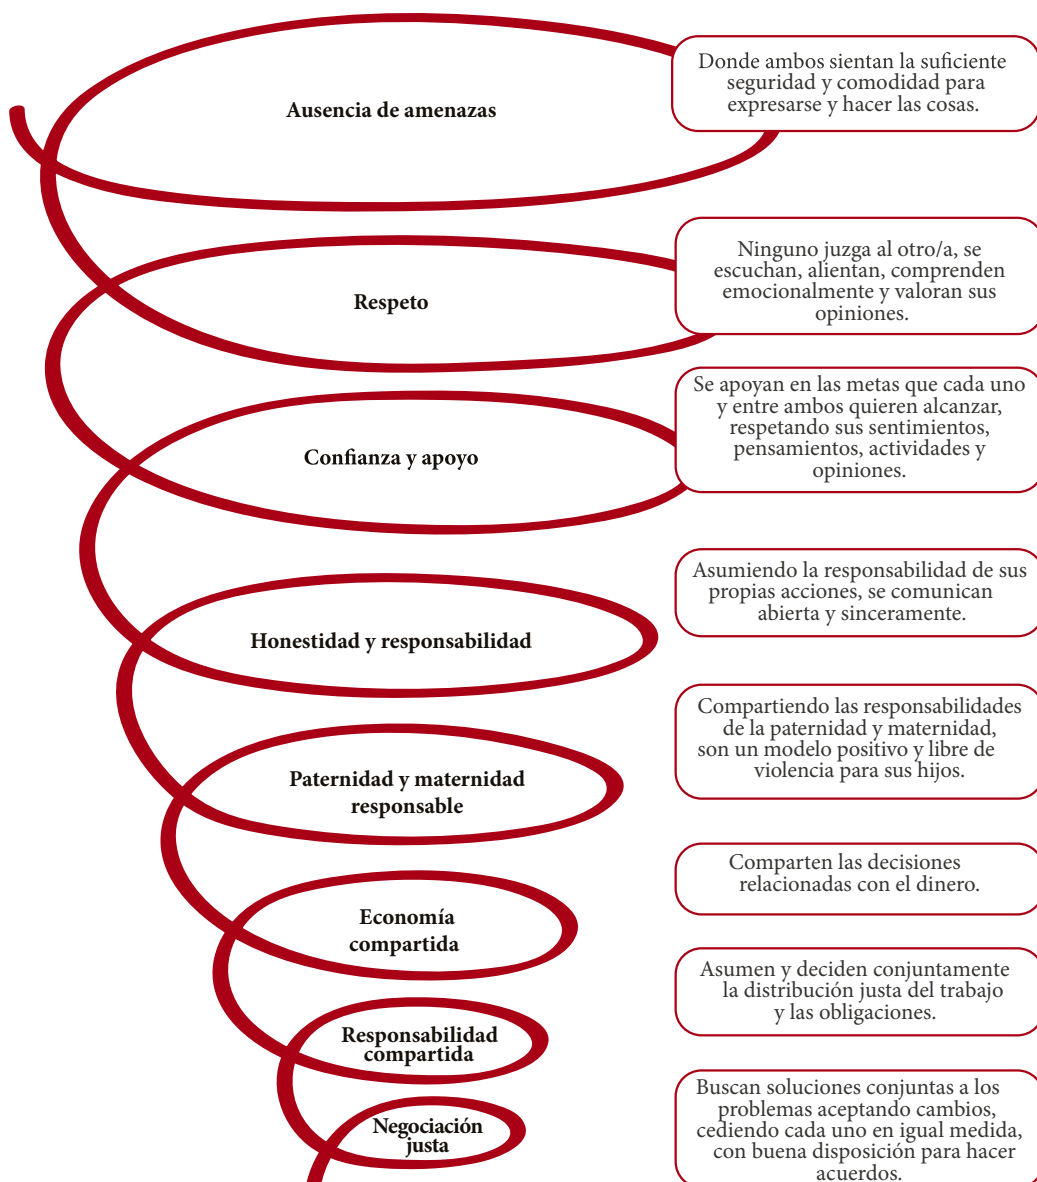 Ausencia de amenazas
Donde ambos sientan la suficiente
seguridad y comodidad para
expresarse y hacer las cosas.
Respeto
Ninguno juzga al otro/a, se
escuchan, alientan, comprenden
emocionalmente y valoran sus
opiniones.
Confianza y apoyo
Se apoyan en las metas que cada uno
y entre ambos quieren alcanzar,
respetando sus sentimientos,
pensamientos, actividades y
opiniones.
Honestidad y responsabilidad
Asumiendo la responsabilidad de sus
propias acciones, se comunican
abierta y sinceramente.
Paternidad y maternidad
responsable
Compartiendo las responsabilidades
de la paternidad y maternidad,
son un modelo positivo y libre de
violencia para sus hijos.
Economía
compartida
Comparten las decisiones
relacionadas con el dinero.
Responsabilidad
compartida
Asumen y deciden conjuntamente
la distribución justa del trabajo
y las obligaciones.
Negociación
justa
Buscan soluciones conjuntas a los
problemas aceptando cambios,
cediendo cada uno en igual medida,
con buena disposición para hacer
acuerdos.